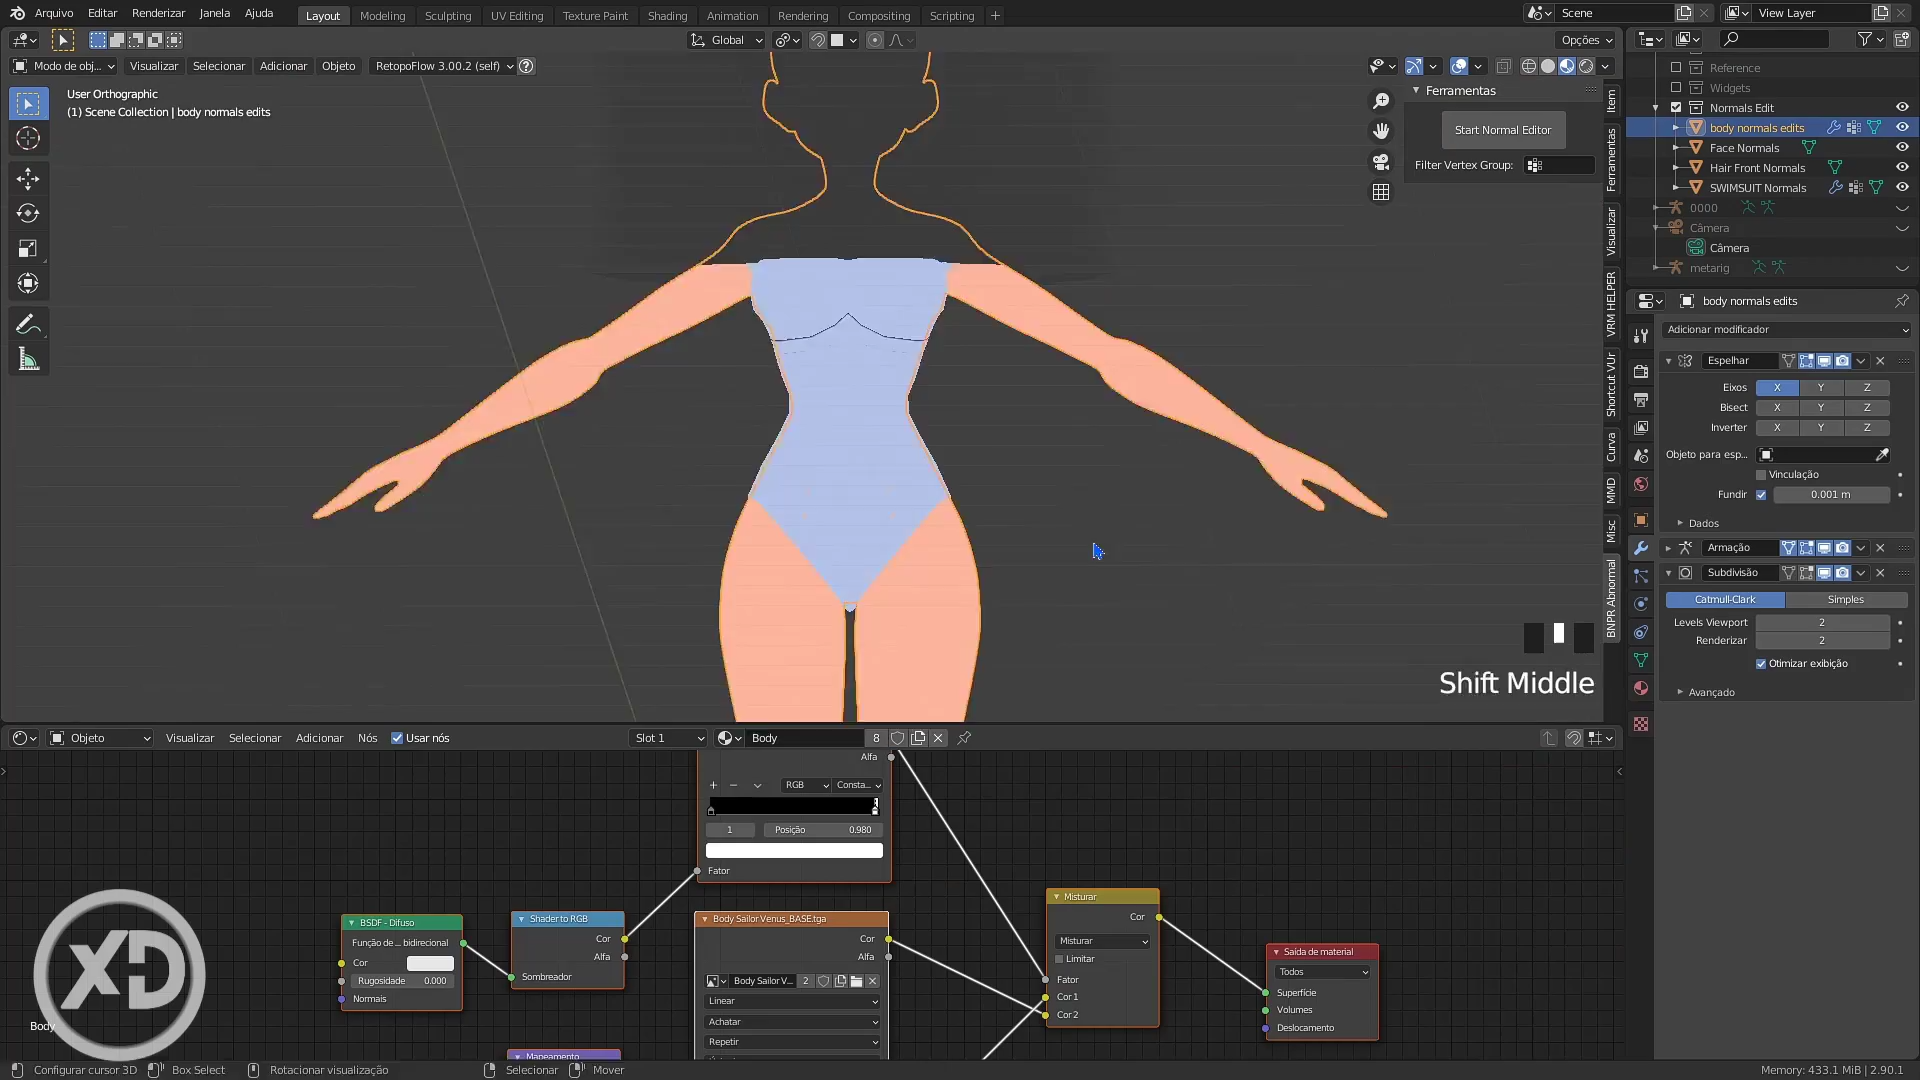 Arquivo Editar Renderizar Janela Ajuda Layout Modeling Sculpting UV Editing Texture Paint Shading Animation Rendering Compositing Scripting + Scene View Layer
Global Opções
Modo de obj... Visualizar Selecionar Adicionar Objeto RetopoFlow 3.00.2 (self) ?
User Orthographic
(1) Scene Collection | body normals edits
Ferramentas
Start Normal Editor
Filter Vertex Group:
Item
Ferramentas
Visualizar
VRM HELPER
Shortcut VUr
Curva
MMD
Misc
BNPR Abnormal
Shift Middle
Reference
Widgets
Normals Edit
body normals edits
Face Normals
Hair Front Normals
SWIMSUIT Normals
0000
Câmera
Câmera
metarig
body normals edits
Adicionar modificador
Espelhar
Eixos X Y Z
Bisect X Y Z
Inverter X Y Z
Objeto para esp...
Vinculação
Fundir 0.001 m
Dados
Armação
Subdivisão
Catmull-Clark Simples
Levels Viewport 2
Renderizar 2
Otimizar exibição
Avançado
Objeto Visualizar Selecionar Adicionar Nós Usar nós Slot 1 Body 8
Alfa
+ − RGB Consta...
1 Posição 0.980
Fator
BSDF - Difuso
Função de ... bidirecional
Cor
Rugosidade 0.000
Normais
Shader to RGB
Cor
Alfa
Sombreador
Body Sailor Venus_BASE.tga
Cor
Alfa
Body Sailor V... 2
Linear
Achatar
Repetir
Mapeamento
Misturar
Cor
Misturar
Limitar
Fator
Cor 1
Cor 2
Saída de material
Todos
Superfície
Volumes
Deslocamento
XD
Body
Configurar cursor 3D Box Select Rotacionar visualização Selecionar Mover Memory: 433.1 MiB | 2.90.1